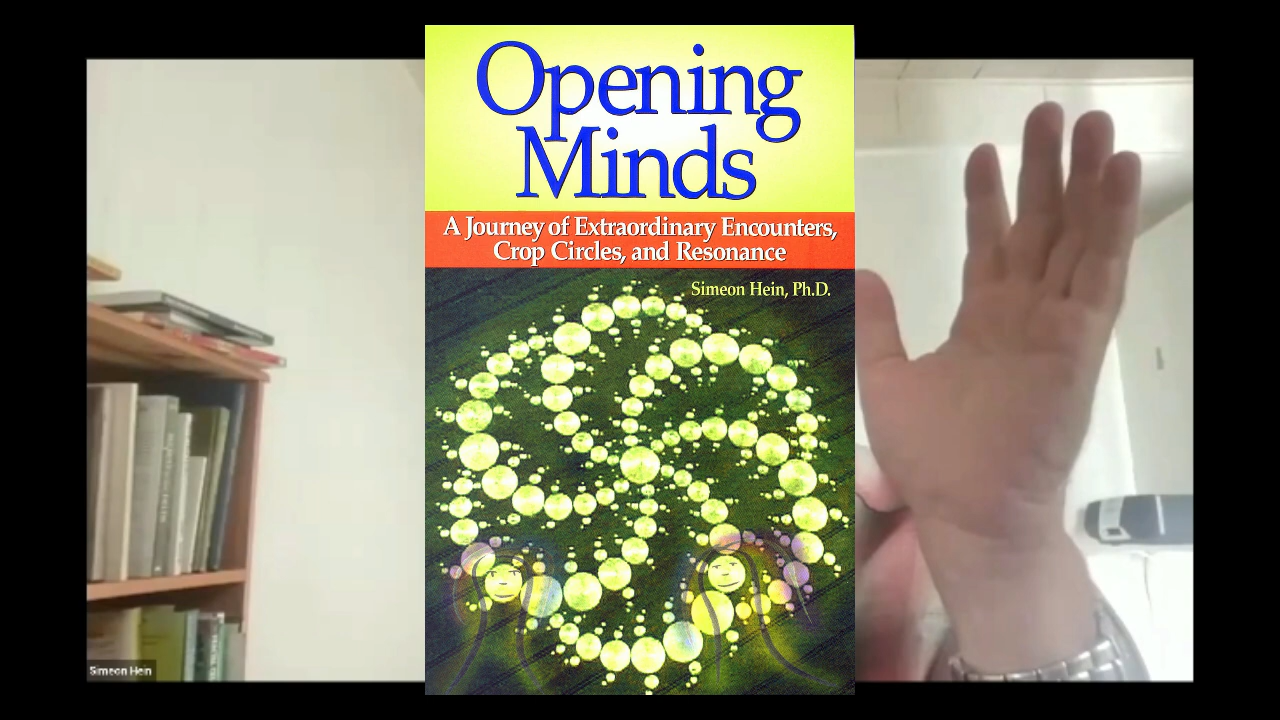 Opening
Minds
A Journey of Extraordinary Encounters,
Crop Circles, and Resonance
Simeon Hein, Ph.D.
Simeon Hein